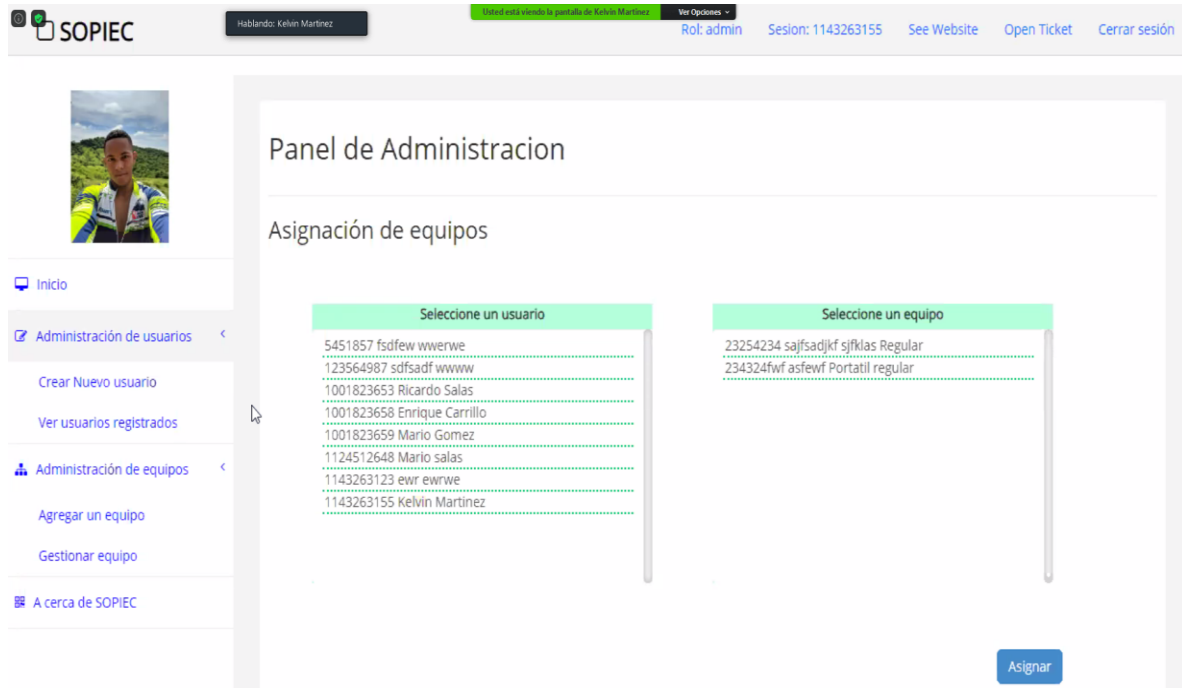 SOPIEC
Hablando: Kelvin Martinez
Usted está viendo la pantalla de Kelvin Martinez
Ver Opciones
Rol: admin
Sesion: 1143263155
See Website
Open Ticket
Cerrar sesión
Inicio
Administración de usuarios
Crear Nuevo usuario
Ver usuarios registrados
Administración de equipos
Agregar un equipo
Gestionar equipo
A cerca de SOPIEC
Panel de Administracion
Asignación de equipos
Seleccione un usuario
5451857 fsdfew wwerwe
123564987 sdfsadf wwww
1001823653 Ricardo Salas
1001823658 Enrique Carrillo
1001823659 Mario Gomez
1124512648 Mario salas
1143263123 ewr ewrwe
1143263155 Kelvin Martinez
Seleccione un equipo
23254234 sajfsadjkf sjfklas Regular
234324fwf asfewf Portatil regular
Asignar